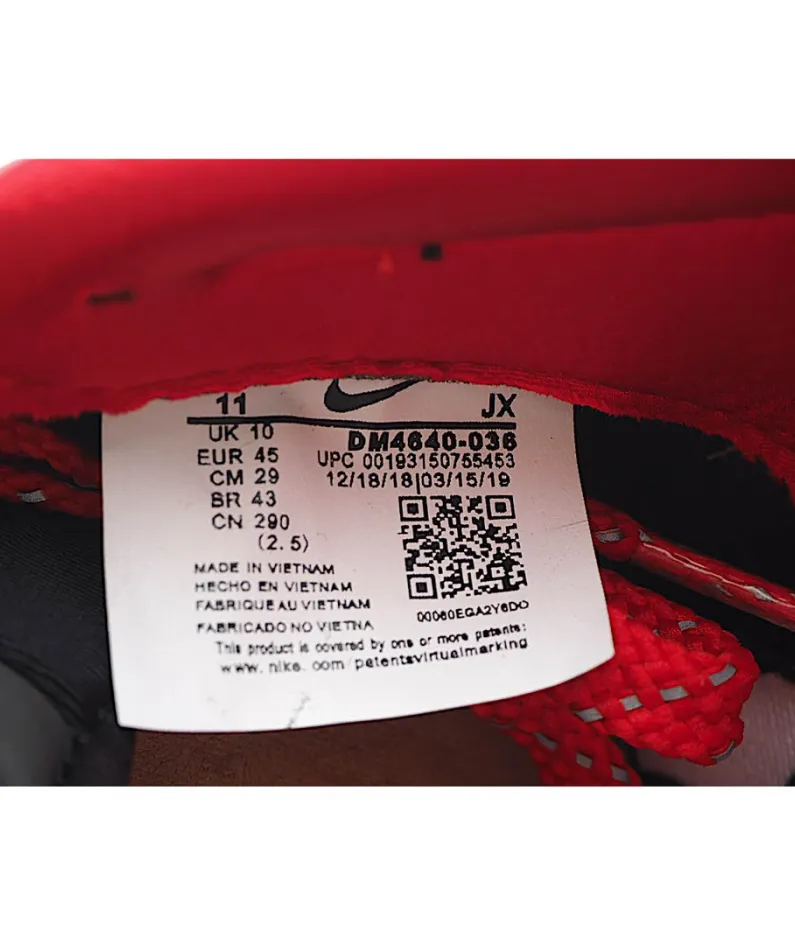 11 JX
UK 10
DM4640-036
EUR 45
UPC 00193150755453
CM 29
12/18/18|03/15/19
BR 43
CN 290
(2.5)
MADE IN VIETNAM
HECHO EN VIETNAM
FABRIQUE AU VIETNAM
FABRICADO NO VIETNA
This product is covered by one or more patents:
www.nike.com/patentsvirtualmarking